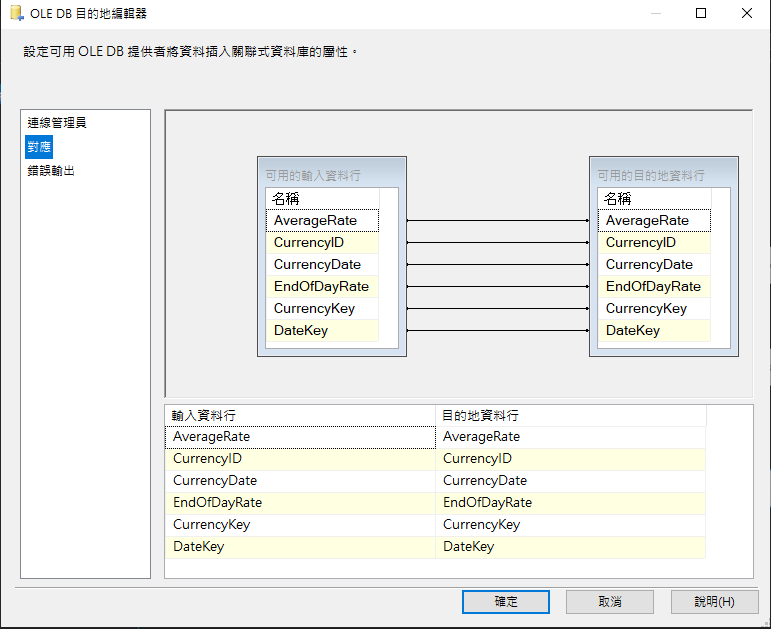 OLE DB 目的地編輯器
設定可用 OLE DB 提供者將資料插入關聯式資料庫的屬性。
連線管理員
對應
錯誤輸出
可用的輸入資料行
名稱
AverageRate
CurrencyID
CurrencyDate
EndOfDayRate
CurrencyKey
DateKey
可用的目的地資料行
名稱
AverageRate
CurrencyID
CurrencyDate
EndOfDayRate
CurrencyKey
DateKey
輸入資料行 目的地資料行
AverageRate AverageRate
CurrencyID CurrencyID
CurrencyDate CurrencyDate
EndOfDayRate EndOfDayRate
CurrencyKey CurrencyKey
DateKey DateKey
確定 取消 說明(H)